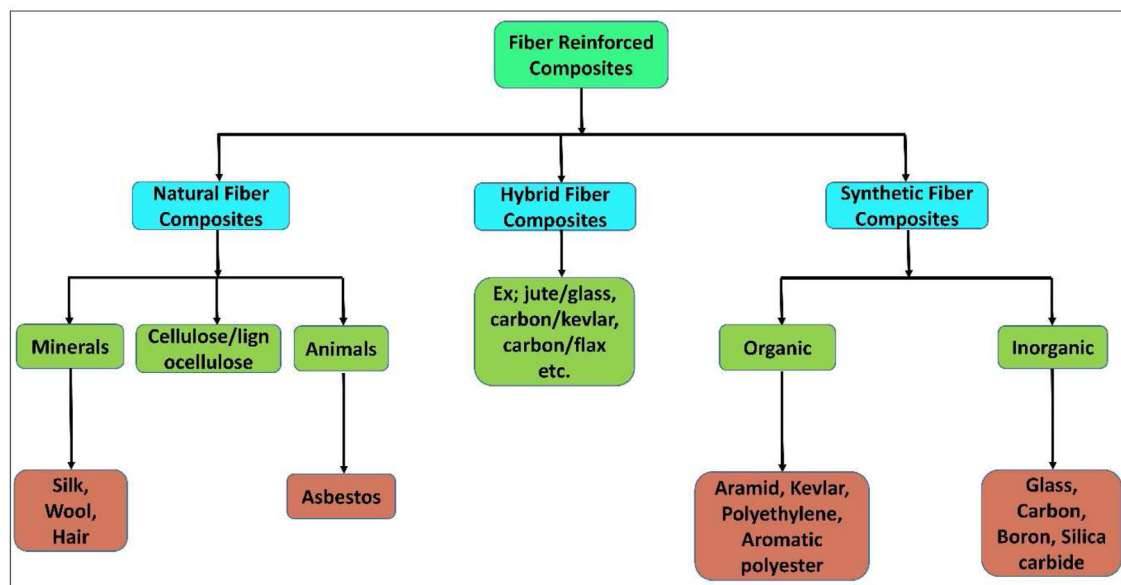 Fiber Reinforced
Composites
Natural Fiber
Composites
Hybrid Fiber
Composites
Synthetic Fiber
Composites
Minerals
Cellulose/lign
ocellulose
Animals
Ex; jute/glass,
carbon/kevlar,
carbon/flax
etc.
Organic
Inorganic
Silk,
Wool,
Hair
Asbestos
Aramid, Kevlar,
Polyethylene,
Aromatic
polyester
Glass,
Carbon,
Boron, Silica
carbide